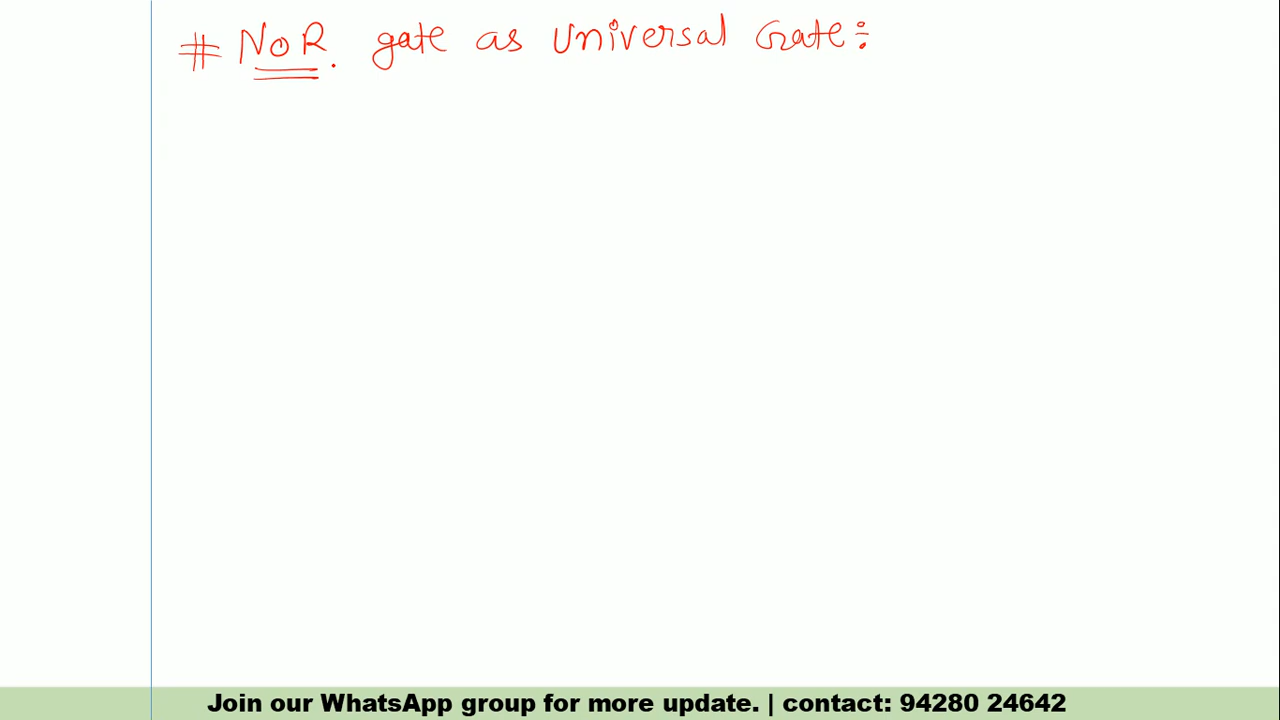 # NOR. gate as Universal Gate:
Join our WhatsApp group for more update. | contact: 94280 24642